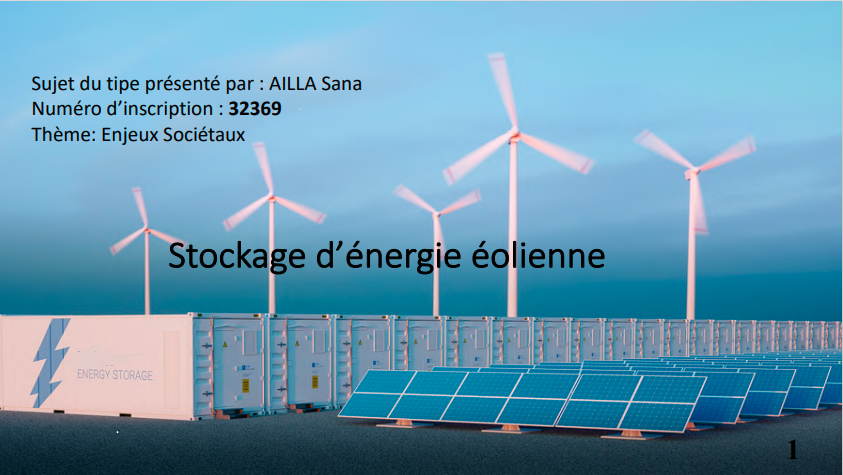 Sujet du tipe présenté par : AILLA Sana
Numéro d’inscription : 32369
Thème: Enjeux Sociétaux
Stockage d’énergie éolienne
ENERGY STORAGE
1